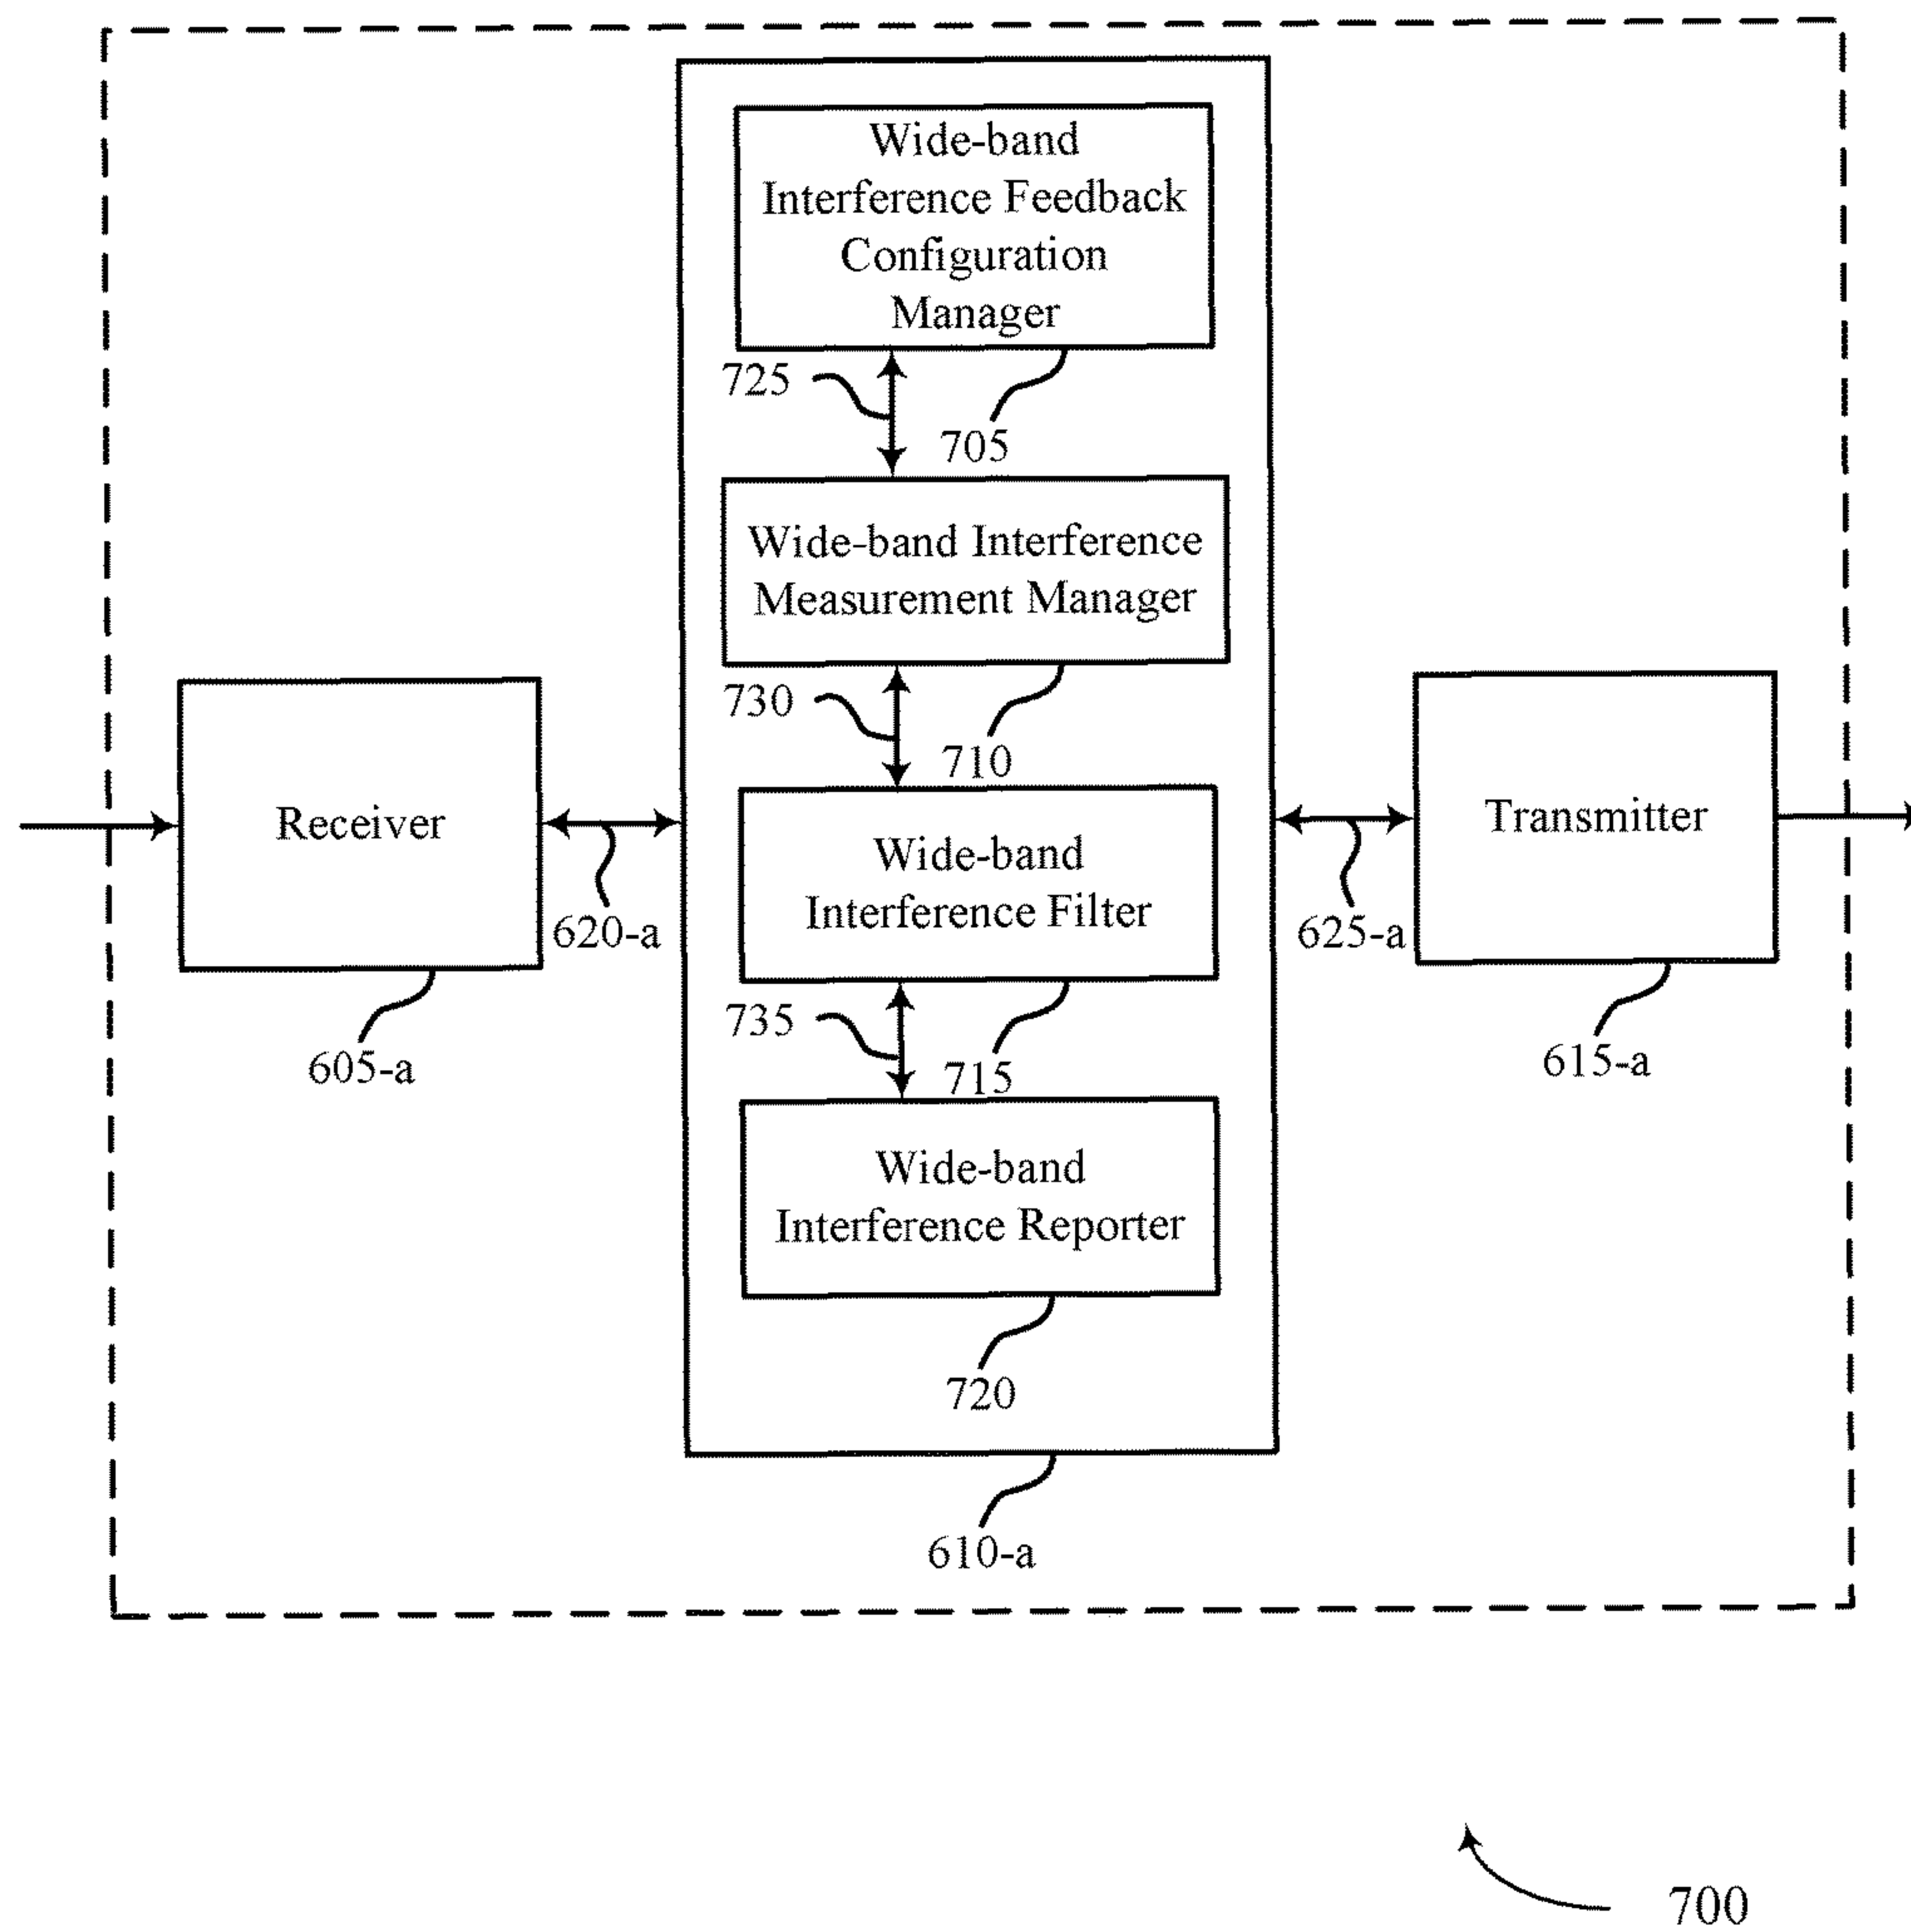 Wide-band
Interference Feedback
Configuration
Manager
725
705
Wide-band Interference
Measurement Manager
730
710
Receiver
Wide-band
Interference Filter
Transmitter
620-a
625-a
735
715
605-a
615-a
Wide-band
Interference Reporter
720
610-a
700